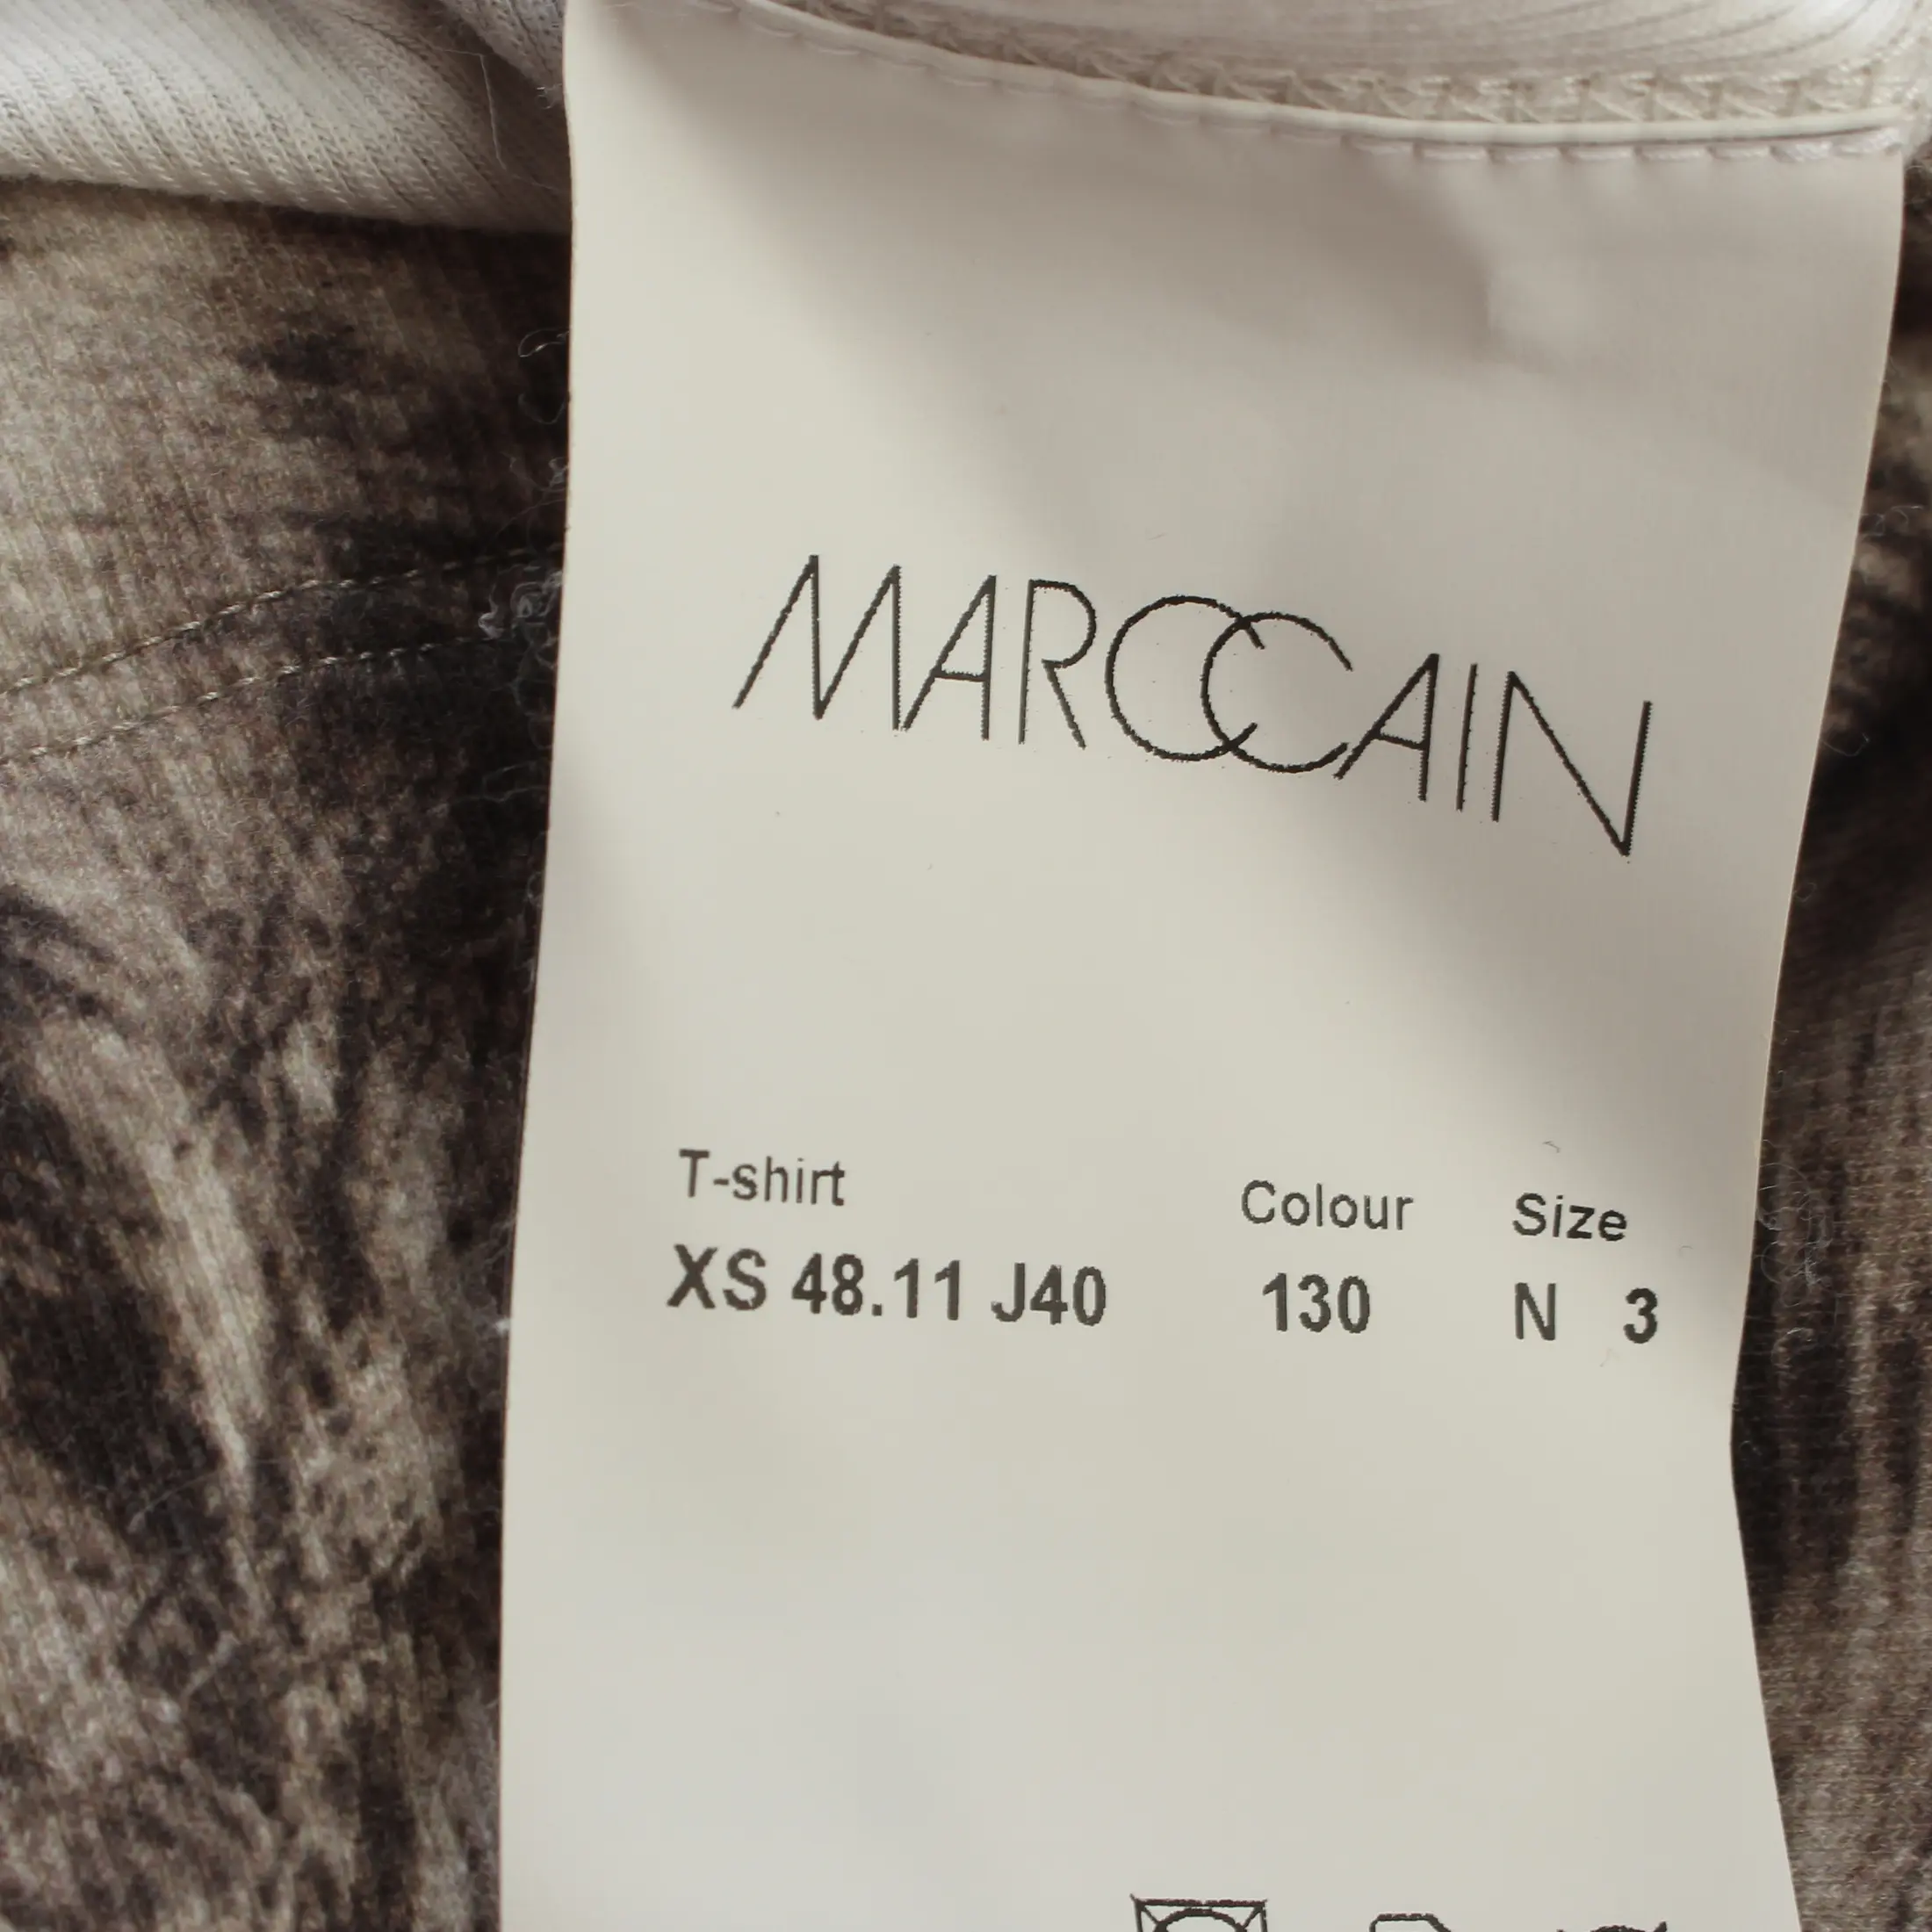 MARCCAIN
T-shirt Colour Size
XS 48.11 J40 130 N 3